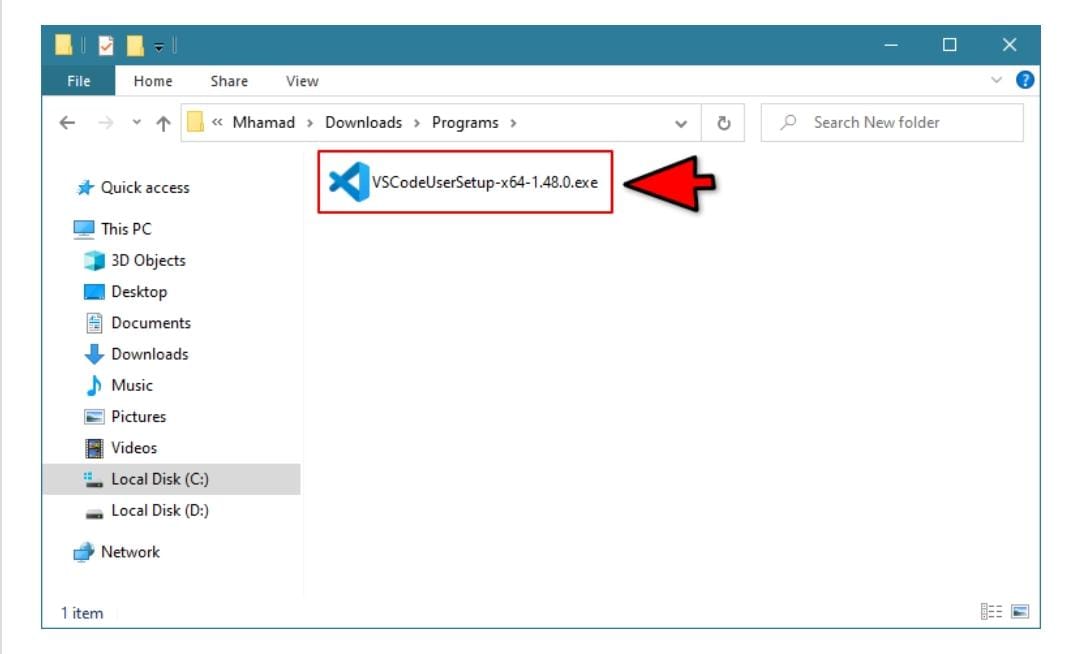 File Home Share View
« Mhamad > Downloads > Programs >
Search New folder
VSCodeUserSetup-x64-1.48.0.exe
Quick access
This PC
3D Objects
Desktop
Documents
Downloads
Music
Pictures
Videos
Local Disk (C:)
Local Disk (D:)
Network
1 item